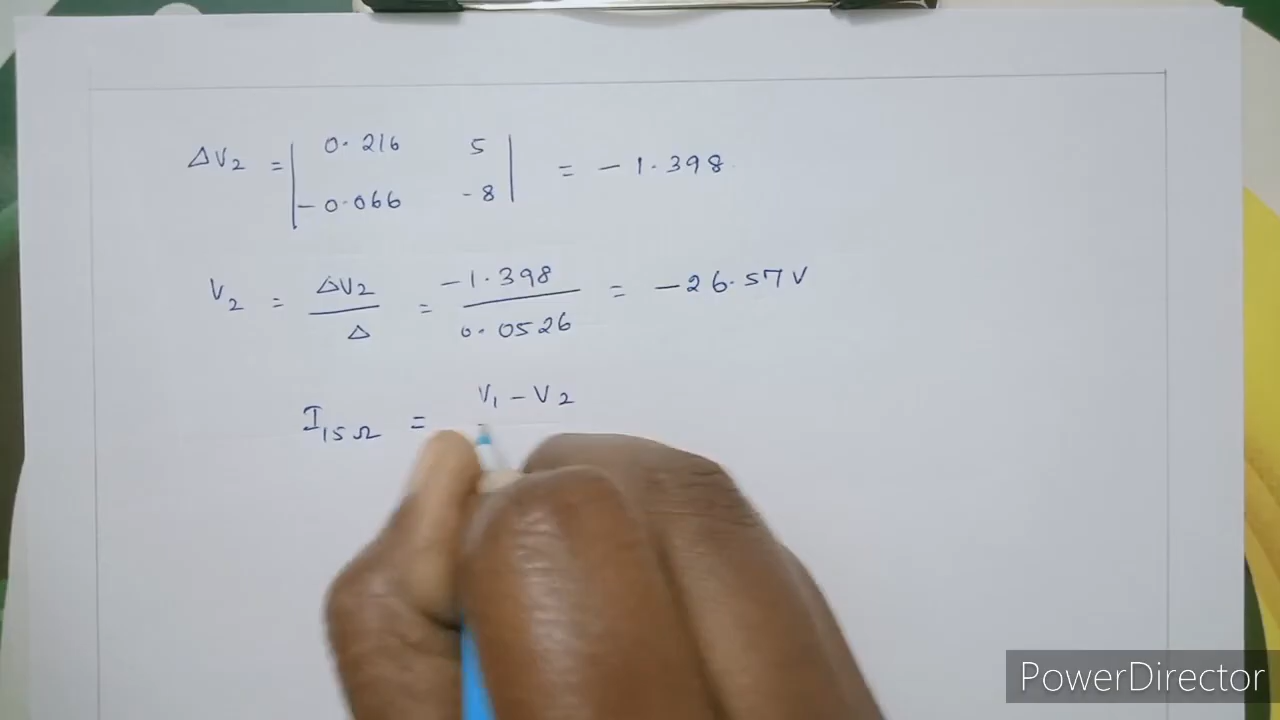 ΔV₂ = | 0.216 5 | = - 1.398
| - 0.066 - 8 |
V₂ = ΔV₂ / Δ = - 1.398 / 0.0526 = - 26.57 V
I₁₅Ω = V₁ - V₂
PowerDirector